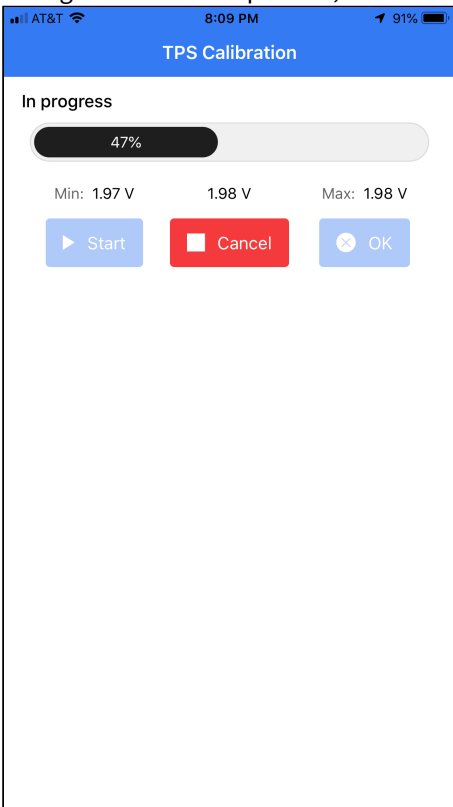 AT&T 8:09 PM 91%
TPS Calibration
In progress
47%
Min: 1.97 V 1.98 V Max: 1.98 V
Start Cancel OK